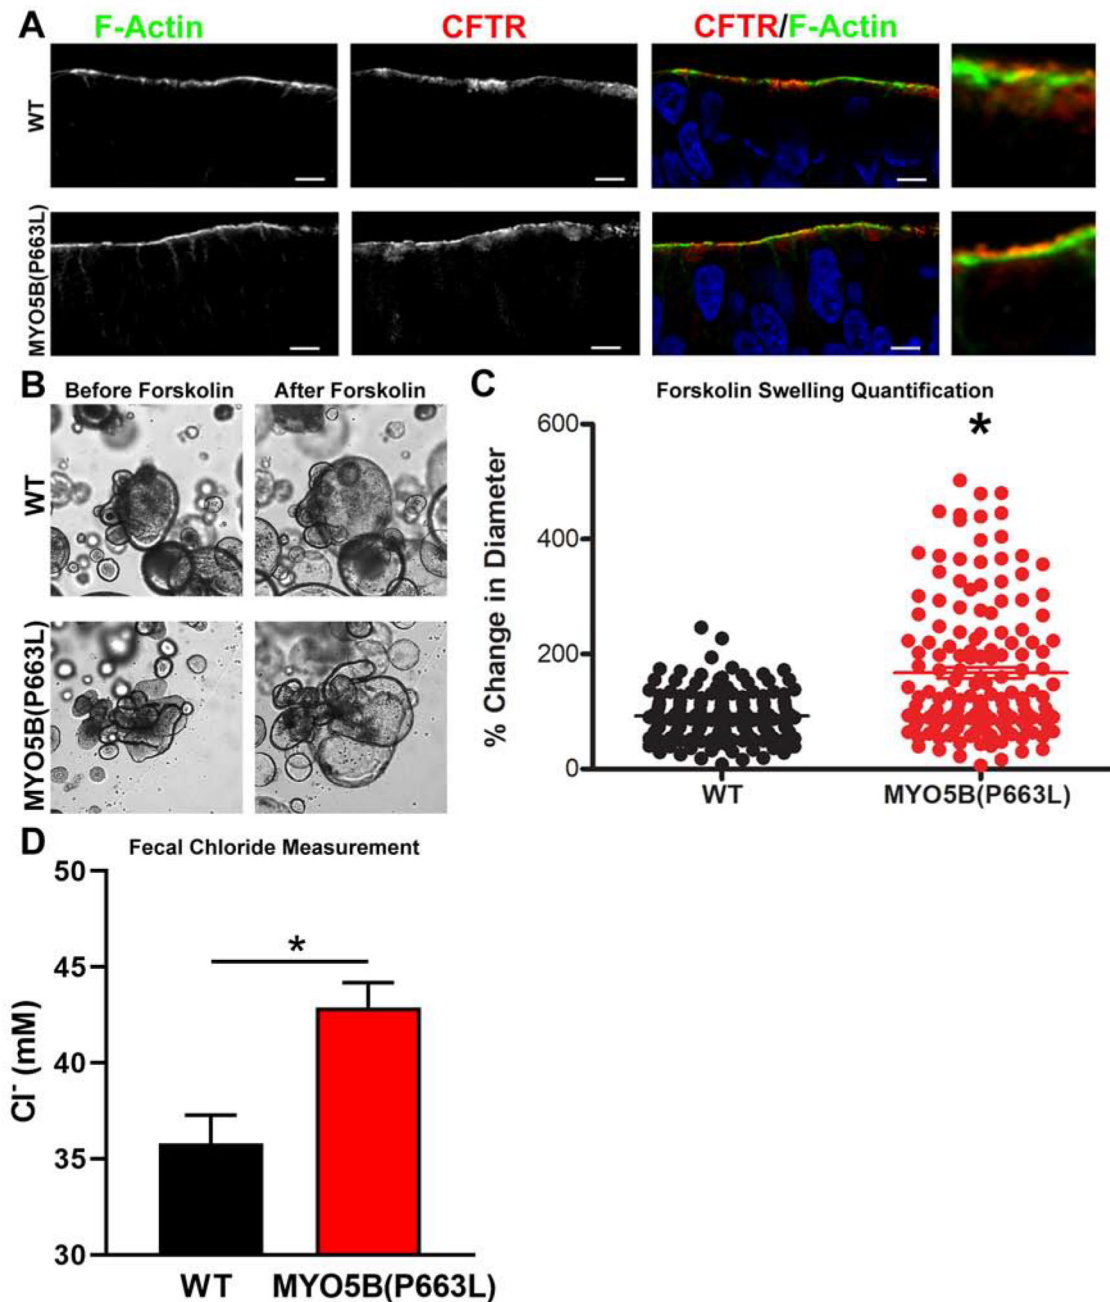 A
F-Actin
CFTR
CFTR/F-Actin
WT
MYO5B(P663L)
B
Before Forskolin
After Forskolin
WT
MYO5B(P663L)
C
Forskolin Swelling Quantification
*
% Change in Diameter
600
400
200
0
WT
MYO5B(P663L)
D
Fecal Chloride Measurement
*
Cl⁻ (mM)
50
45
40
35
30
WT
MYO5B(P663L)